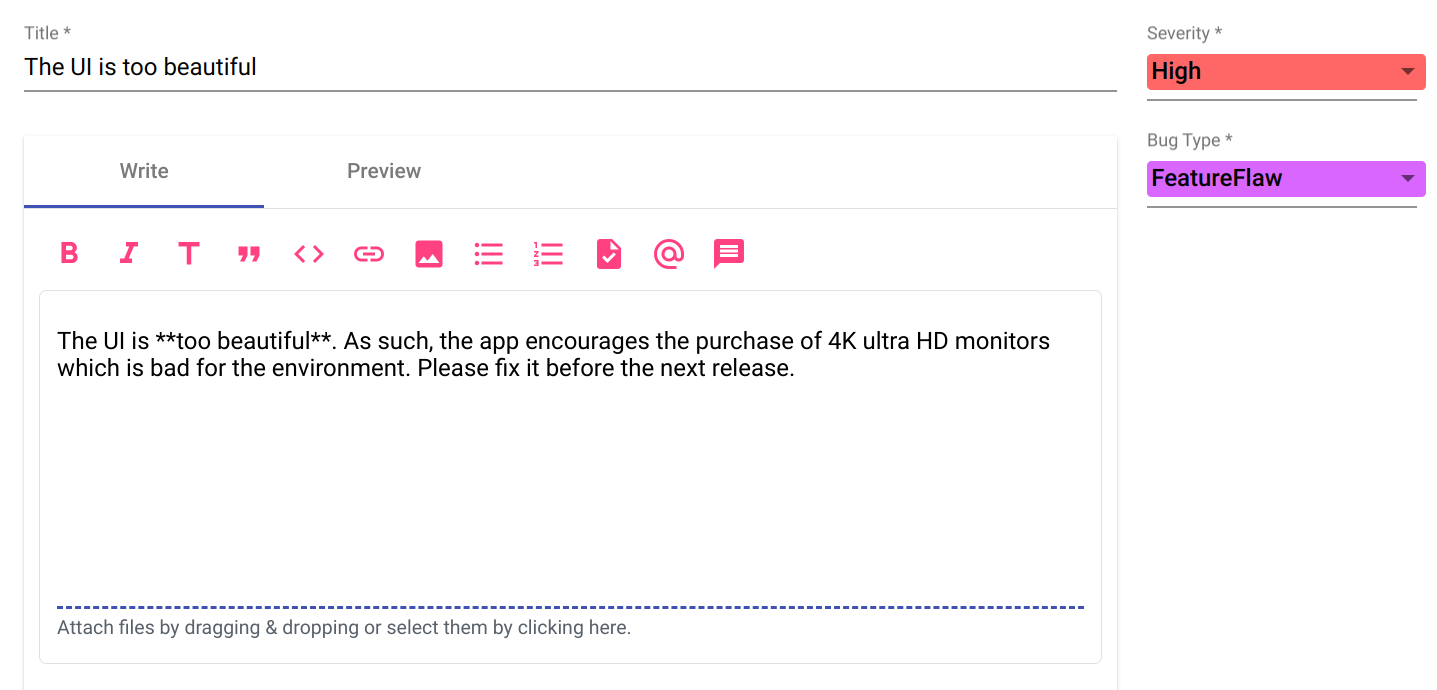 Title *
The UI is too beautiful
Severity *
High
Bug Type *
FeatureFlaw
Write
Preview
The UI is **too beautiful**. As such, the app encourages the purchase of 4K ultra HD monitors
which is bad for the environment. Please fix it before the next release.
Attach files by dragging & dropping or select them by clicking here.